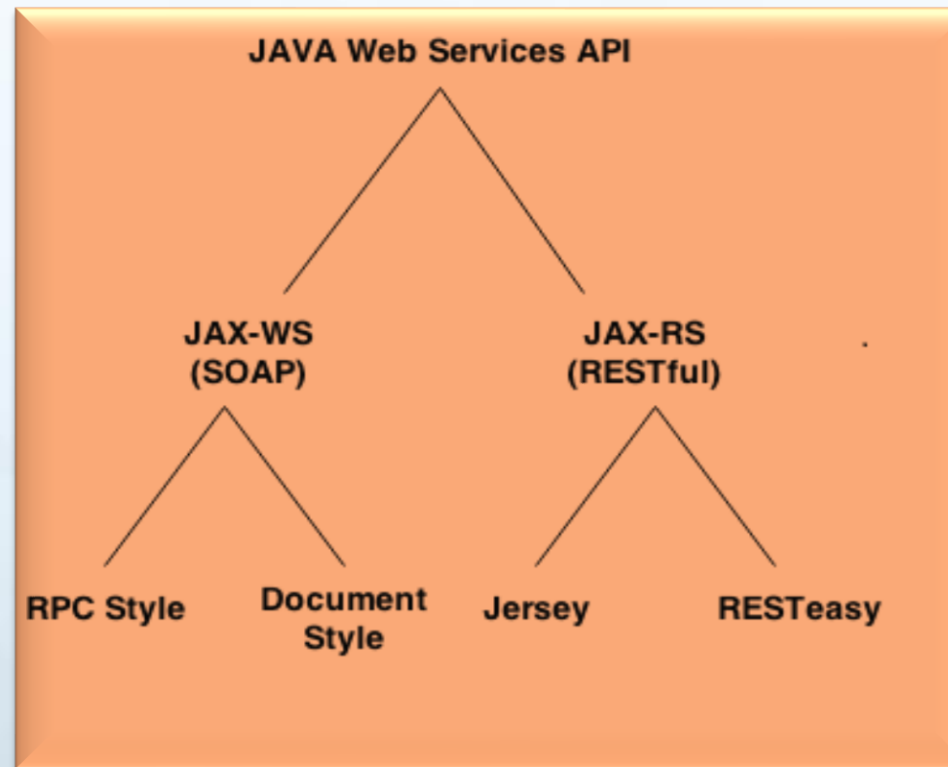 JAVA Web Services API
JAX-WS
(SOAP)
JAX-RS
(RESTful)
RPC Style
Document
Style
Jersey
RESTeasy